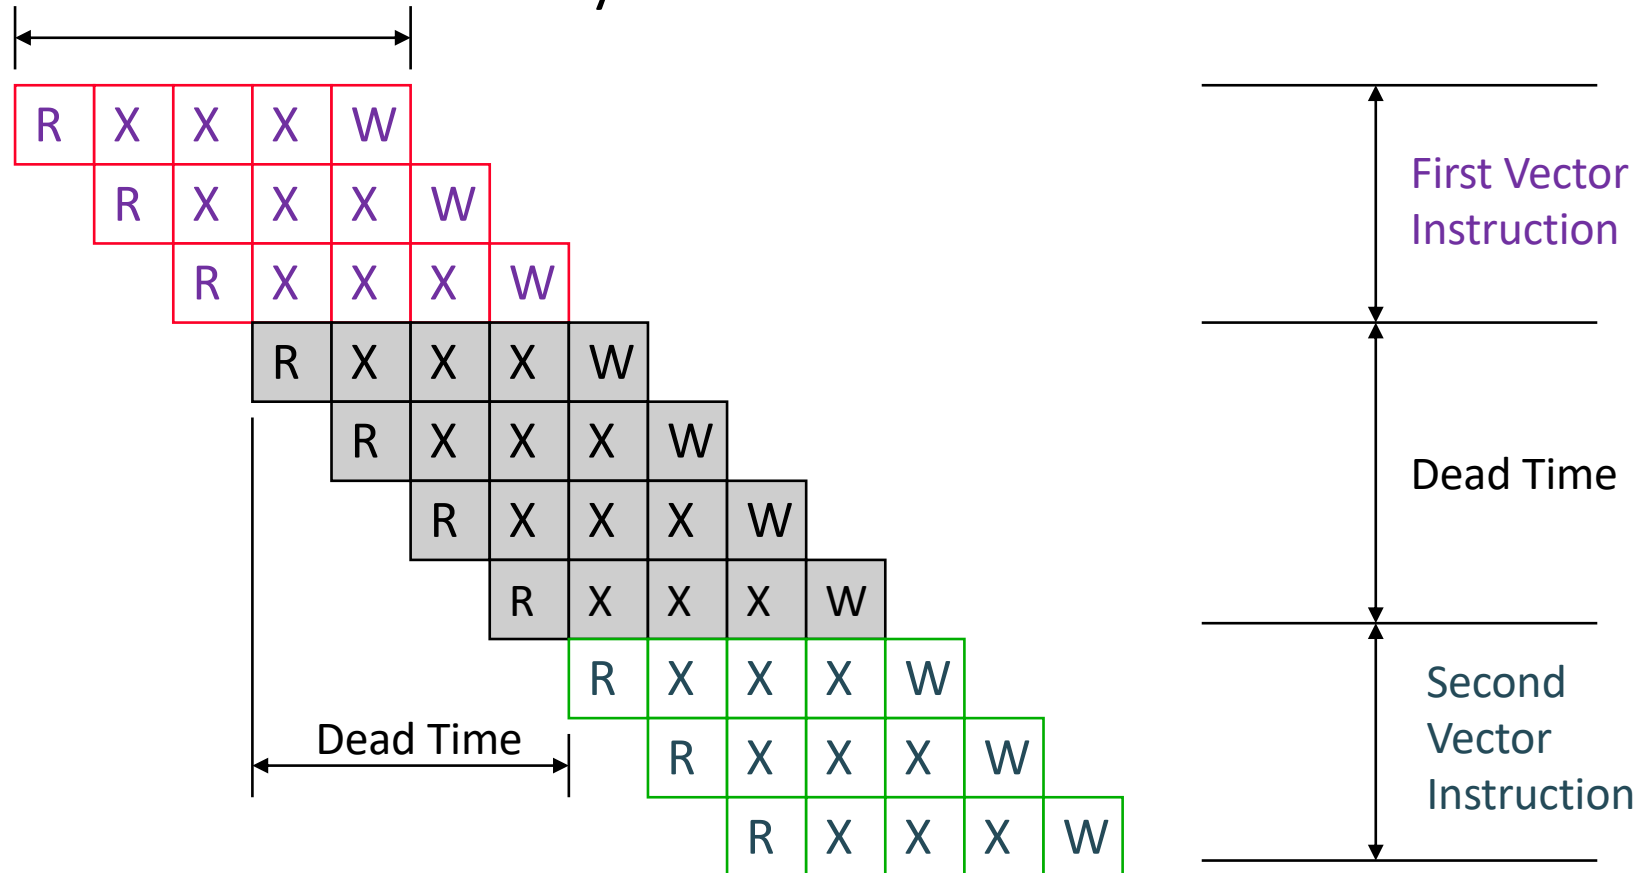 R X X X W
R X X X W
R X X X W
R X X X W
R X X X W
R X X X W
R X X X W
R X X X W
R X X X W
R X X X W
Dead Time
First Vector
Instruction
Dead Time
Second
Vector
Instruction